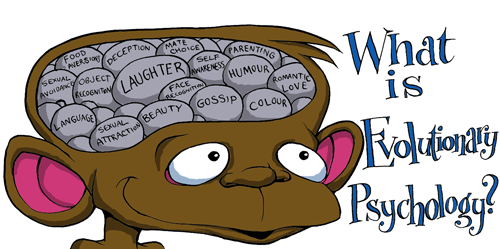 FOOD
AVERSIONS
DECEPTION
MATE
CHOICE
SELF
AWARENESS
PARENTING
SEXUAL
AVOIDANCE
OBJECT
RECOGNITION
LAUGHTER
FACE
RECOGNITION
HUMOUR
ROMANTIC
LOVE
LANGUAGE
SEXUAL
ATTRACTION
BEAUTY
GOSSIP
COLOUR
What
is
Evolutionary
Psychology?